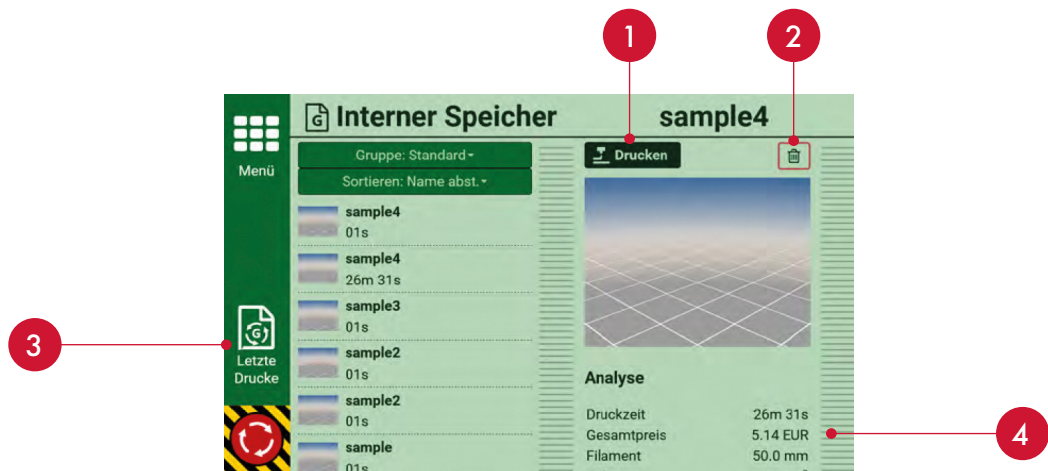 1
2
Interner Speicher
sample4
Menü
Gruppe: Standard
Sortieren: Name abst.
Drucken
sample4
01s
sample4
26m 31s
sample3
01s
sample2
01s
sample2
01s
sample
01s
3
G
Letzte
Drucke
Analyse
Druckzeit 26m 31s
Gesamtpreis 5.14 EUR
Filament 50.0 mm
4